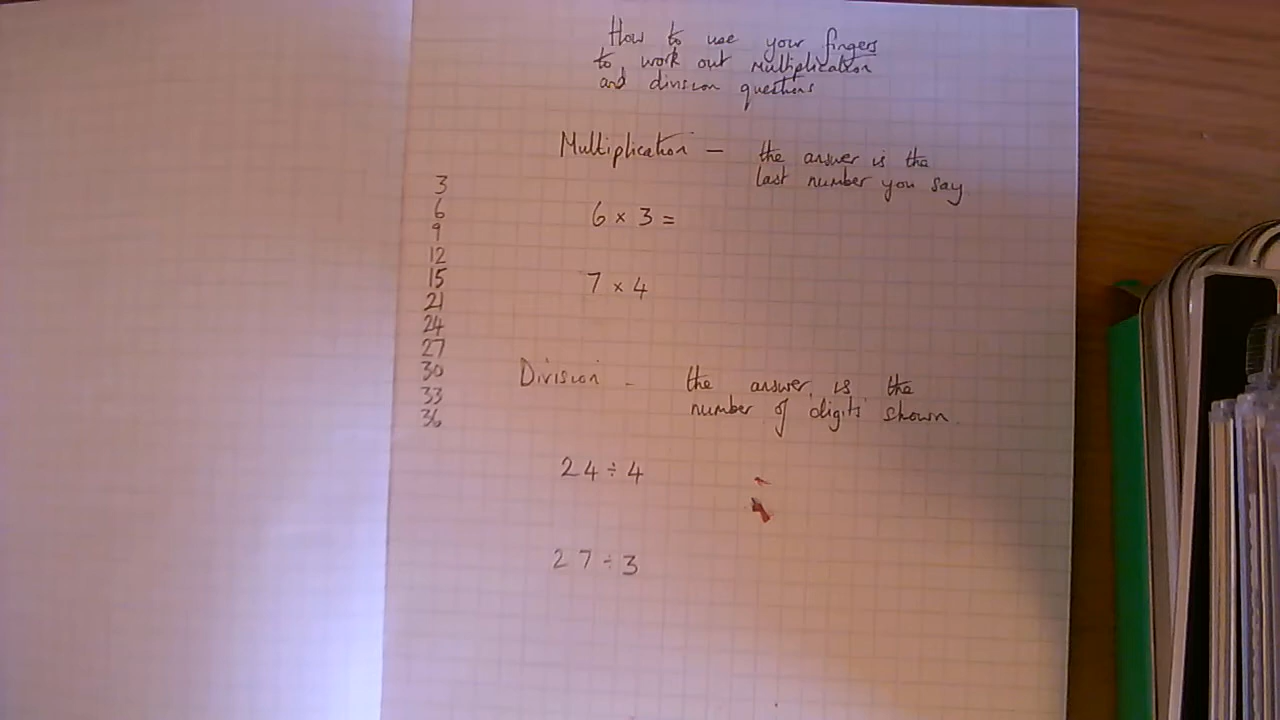 How to use your fingers
to work out multiplication
and division questions
Multiplication – the answer is the
last number you say
3
6
9
12
15
21
24
27
30
33
36
6 × 3 =
7 × 4
Division - the answer is the
number of 'digits' shown.
24 ÷ 4
27 ÷ 3